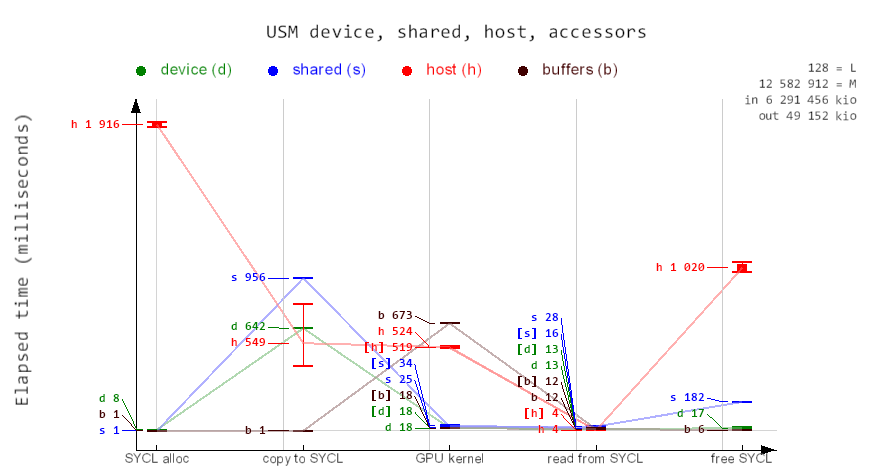 USM device, shared, host, accessors
device (d)
shared (s)
host (h)
buffers (b)
128 = L
12 582 912 = M
in 6 291 456 kio
out 49 152 kio
Elapsed time (milliseconds)
h 1 916
d 8
b 1
s 1
s 956
d 642
h 549
b 1
b 673
h 524
[h] 519
[s] 34
s 25
[b] 18
[d] 18
d 18
s 28
[s] 16
[d] 13
d 13
[b] 12
b 12
[h] 4
h 4
h 1 020
s 182
d 17
b 6
SYCL alloc
copy to SYCL
GPU kernel
read from SYCL
free SYCL